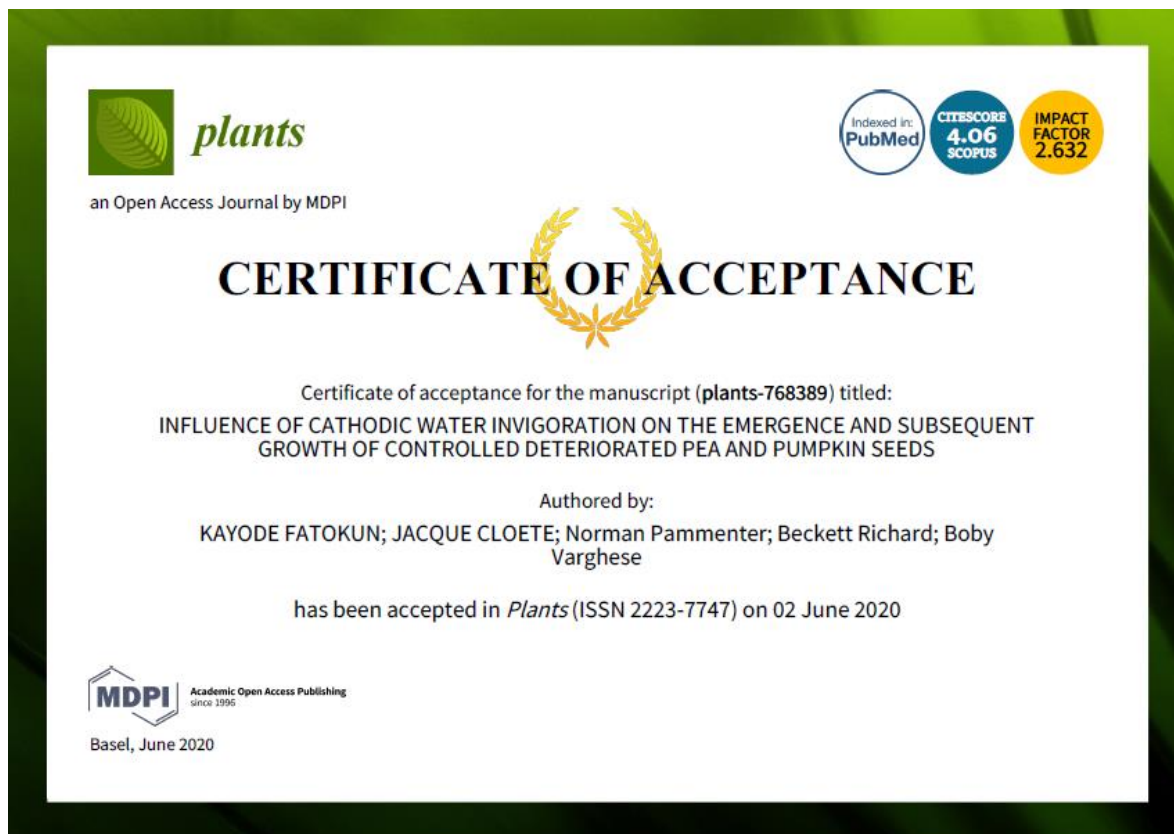 plants
Indexed in:
PubMed
CITESCORE
4.06
SCOPUS
IMPACT
FACTOR
2.632
an Open Access Journal by MDPI
CERTIFICATE OF ACCEPTANCE
Certificate of acceptance for the manuscript (plants-768389) titled:
INFLUENCE OF CATHODIC WATER INVIGORATION ON THE EMERGENCE AND SUBSEQUENT
GROWTH OF CONTROLLED DETERIORATED PEA AND PUMPKIN SEEDS
Authored by:
KAYODE FATOKUN; JACQUE CLOETE; Norman Pammenter; Beckett Richard; Boby
Varghese
has been accepted in Plants (ISSN 2223-7747) on 02 June 2020
MDPI
Academic Open Access Publishing
since 1996
Basel, June 2020